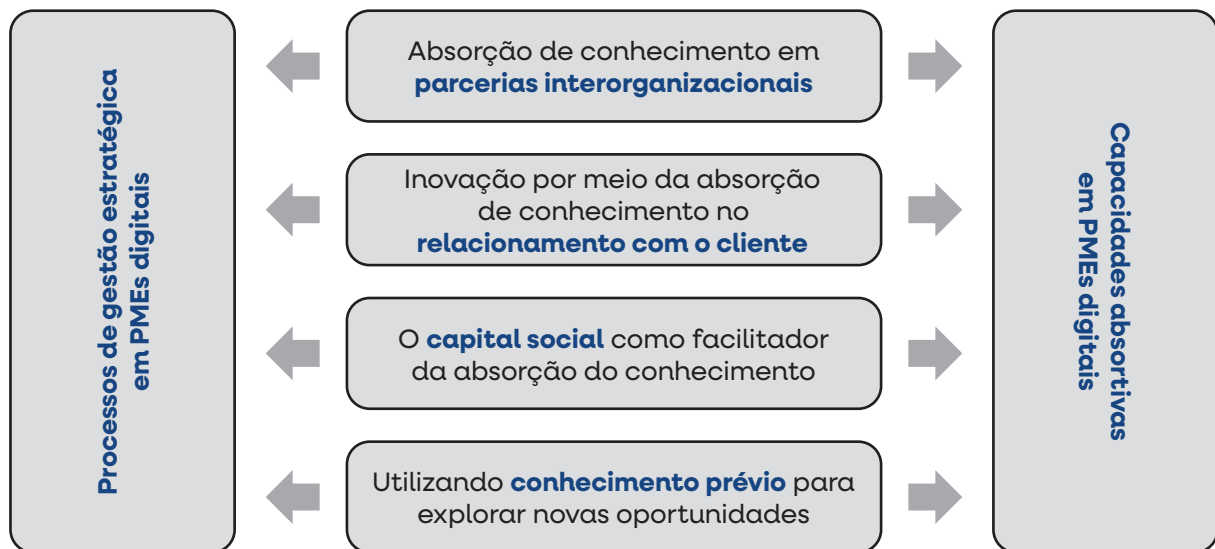 Processos de gestão estratégica
em PMEs digitais
Absorção de conhecimento em
parcerias interorganizacionais
Inovação por meio da absorção
de conhecimento no
relacionamento com o cliente
O capital social como facilitador
da absorção do conhecimento
Utilizando conhecimento prévio para
explorar novas oportunidades
Capacidades absortivas
em PMEs digitais